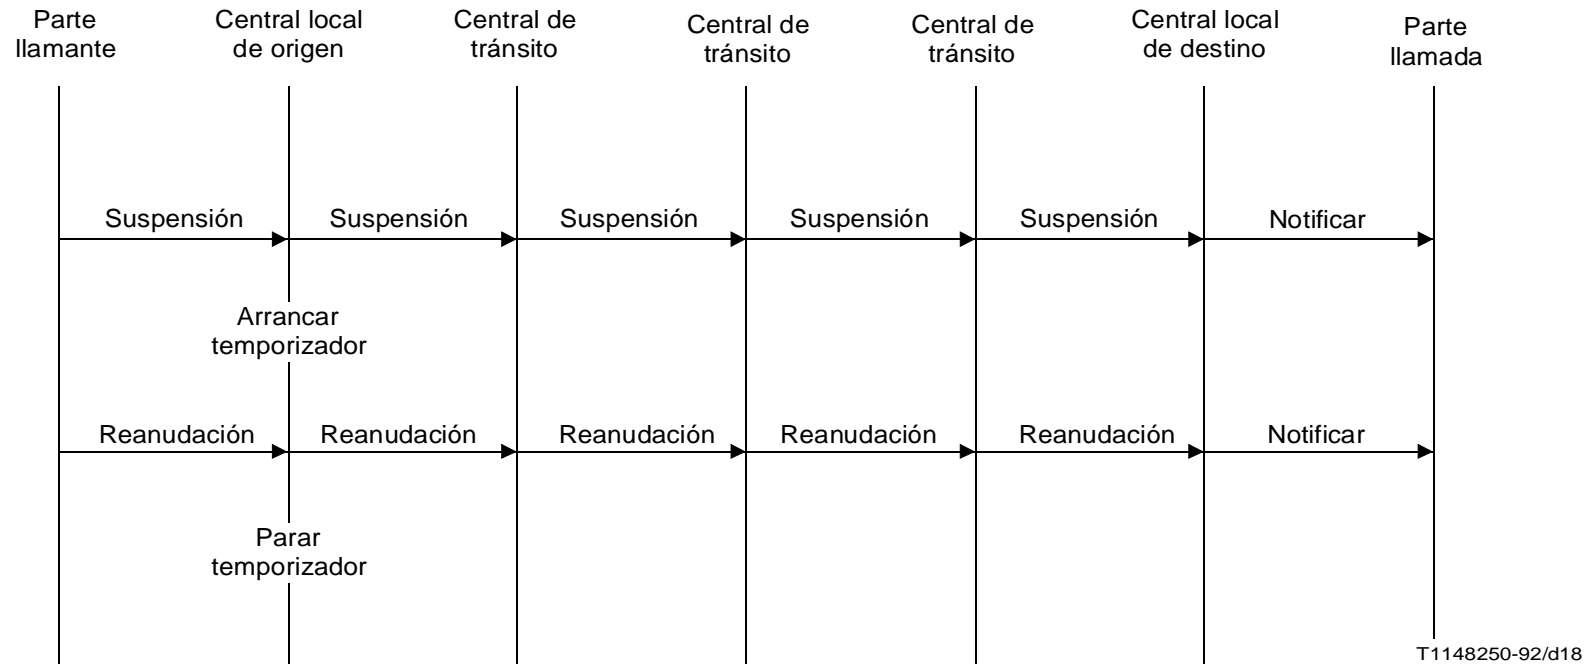 Parte
llamante
Central local
de origen
Central de
tránsito
Central de
tránsito
Central de
tránsito
Central local
de destino
Parte
llamada
Suspensión
Suspensión
Suspensión
Suspensión
Suspensión
Notificar
Arrancar
temporizador
Reanudación
Reanudación
Reanudación
Reanudación
Reanudación
Notificar
Parar
temporizador
T1148250-92/d18